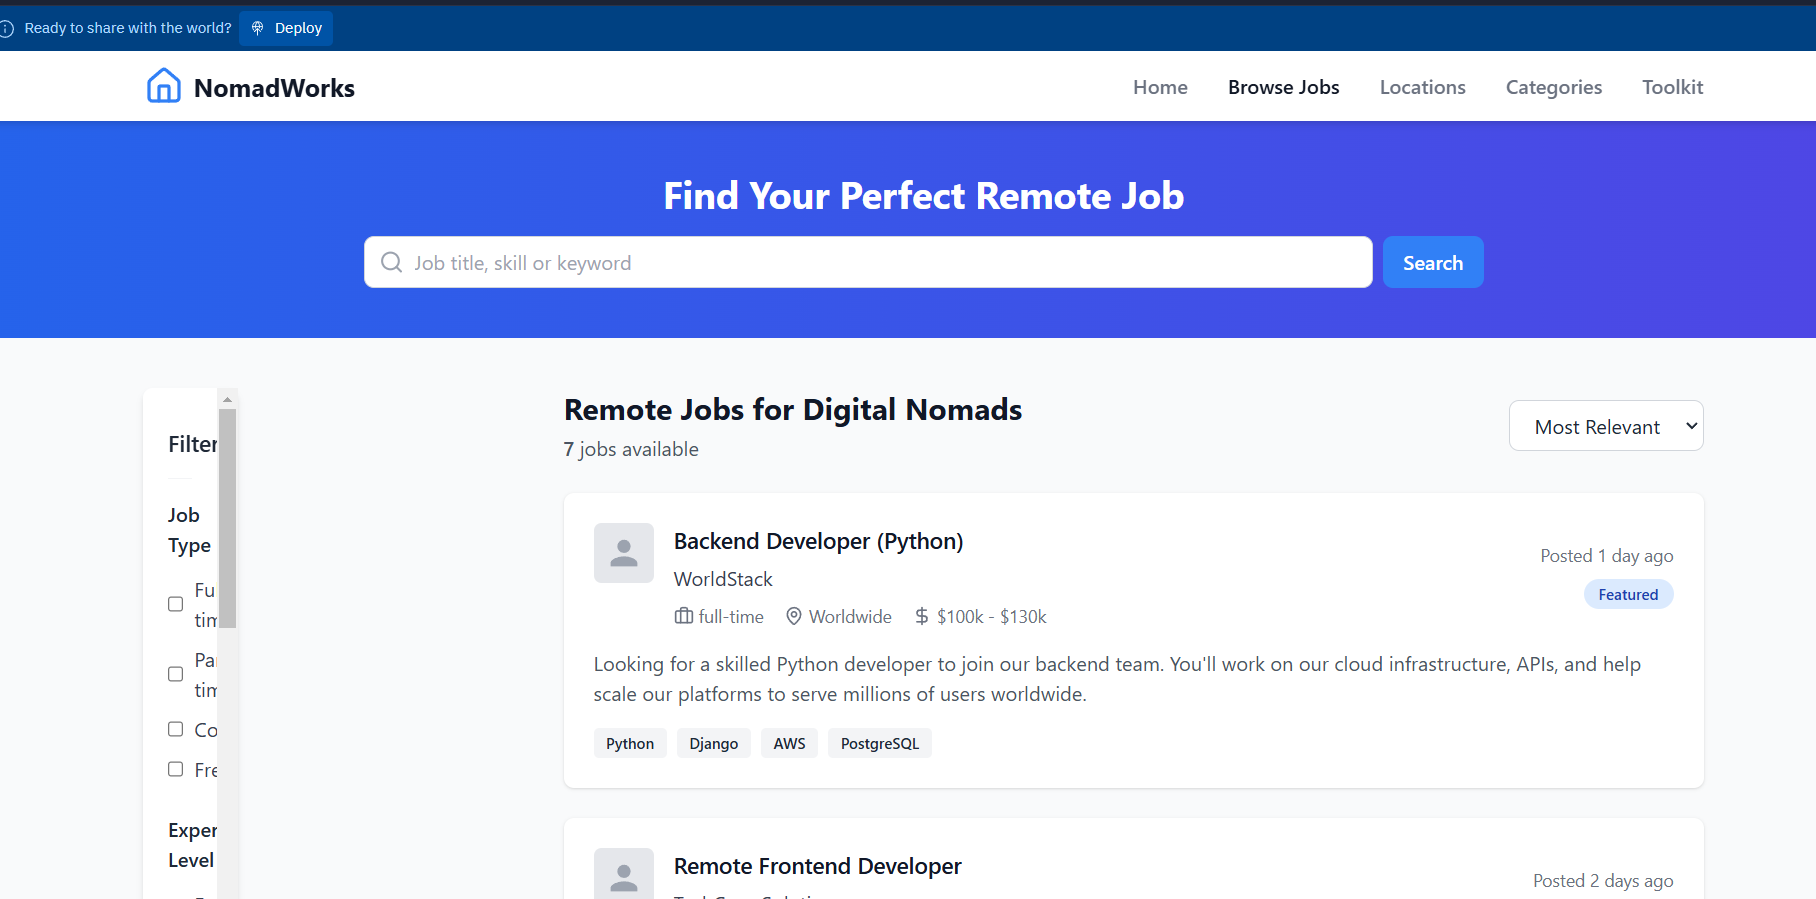 Ready to share with the world? Deploy
NomadWorks
Home Browse Jobs Locations Categories Toolkit
Find Your Perfect Remote Job
Job title, skill or keyword
Search
Filter
Job
Type
Fu
tim
Par
tim
Co
Fre
Exper
Level
Remote Jobs for Digital Nomads
7 jobs available
Most Relevant
Backend Developer (Python)
WorldStack
full-time Worldwide $100k - $130k
Posted 1 day ago
Featured
Looking for a skilled Python developer to join our backend team. You'll work on our cloud infrastructure, APIs, and help
scale our platforms to serve millions of users worldwide.
Python Django AWS PostgreSQL
Remote Frontend Developer
Posted 2 days ago